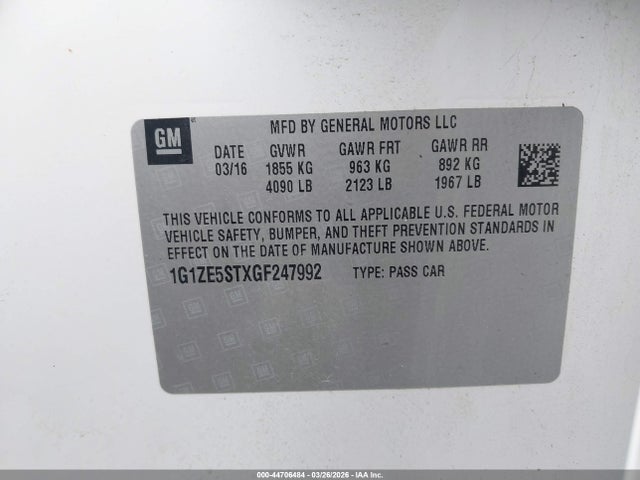 GM
MFD BY GENERAL MOTORS LLC
DATE GVWR GAWR FRT GAWR RR
03/16 1855 KG 963 KG 892 KG
4090 LB 2123 LB 1967 LB
THIS VEHICLE CONFORMS TO ALL APPLICABLE U.S. FEDERAL MOTOR
VEHICLE SAFETY, BUMPER, AND THEFT PREVENTION STANDARDS IN
EFFECT ON THE DATE OF MANUFACTURE SHOWN ABOVE.
1G1ZE5STXGF247992 TYPE: PASS CAR
000-44706484 | 03/26/2026 - IAA Inc.